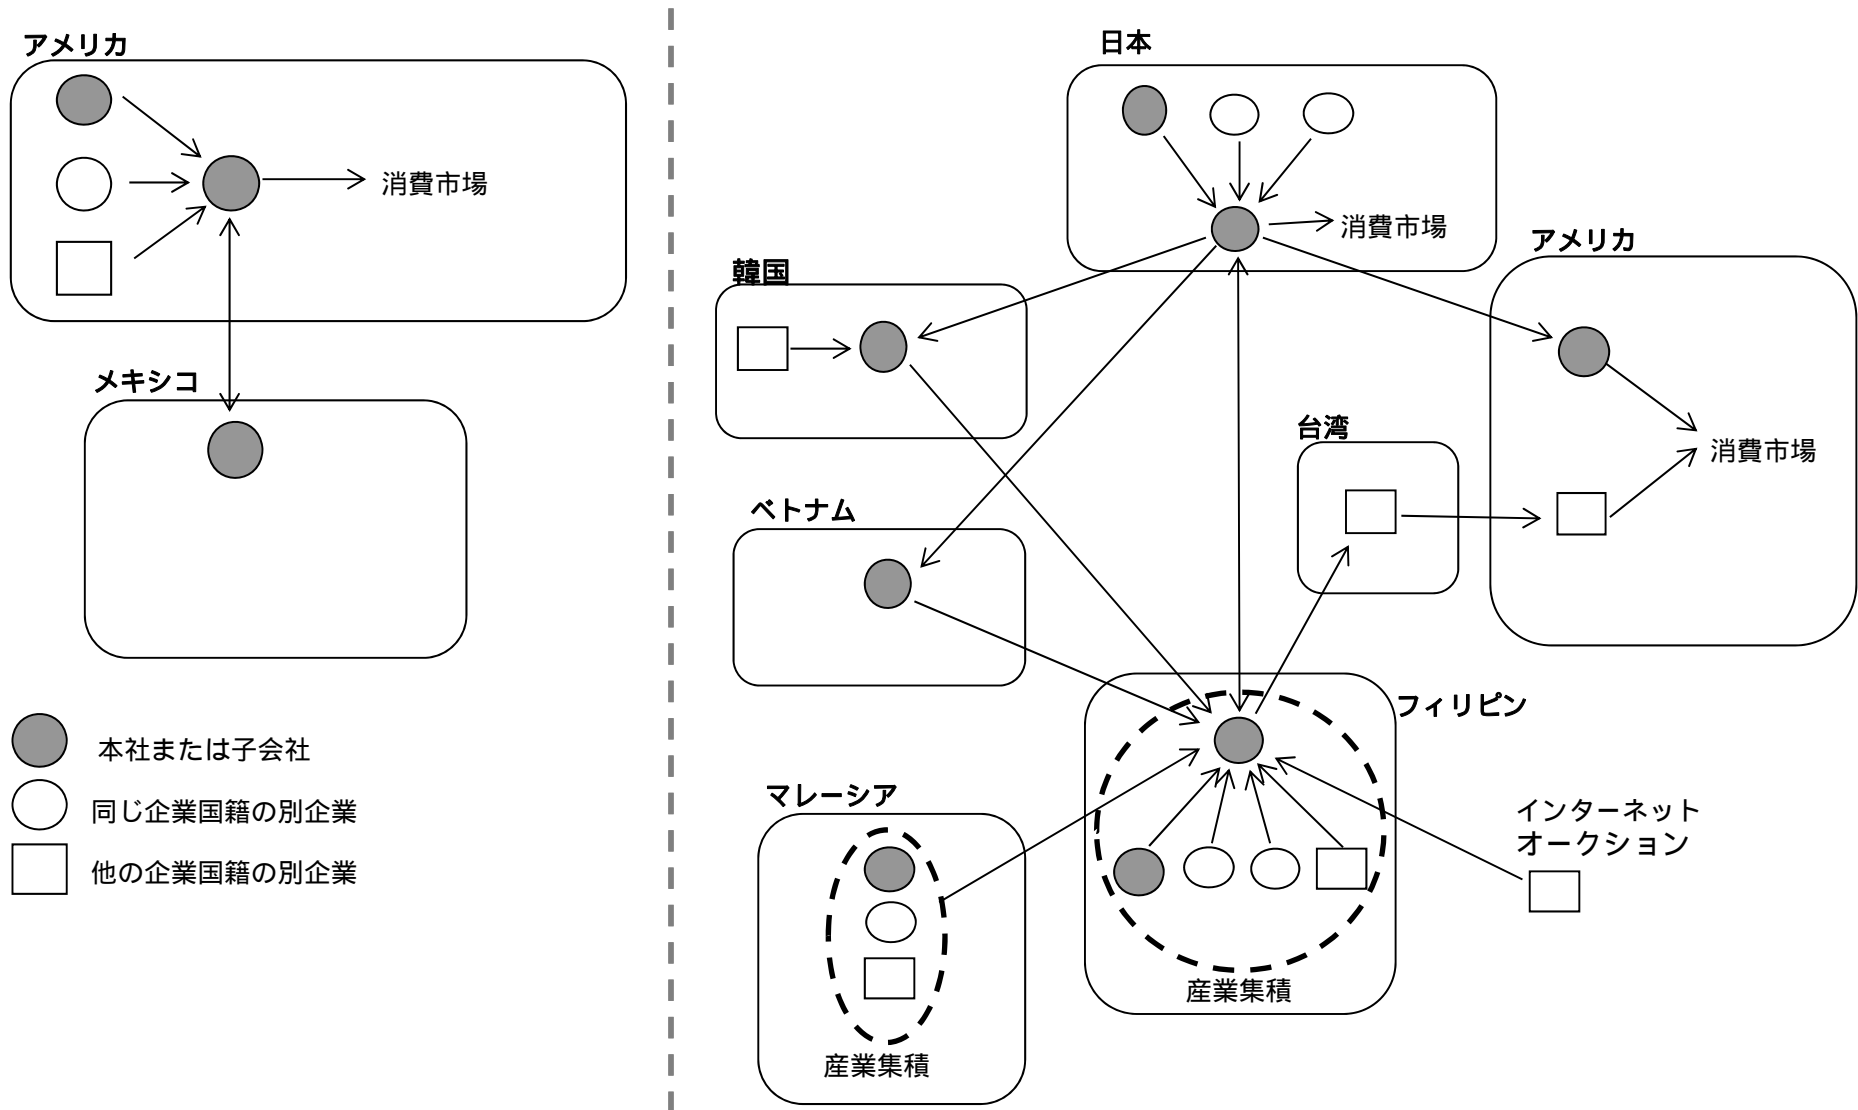 アメリカ
消費市場
メキシコ
本社または子会社
同じ企業国籍の別企業
他の企業国籍の別企業
日本
消費市場
アメリカ
韓国
消費市場
台湾
ベトナム
フィリピン
マレーシア
インターネット
オークション
産業集積
産業集積